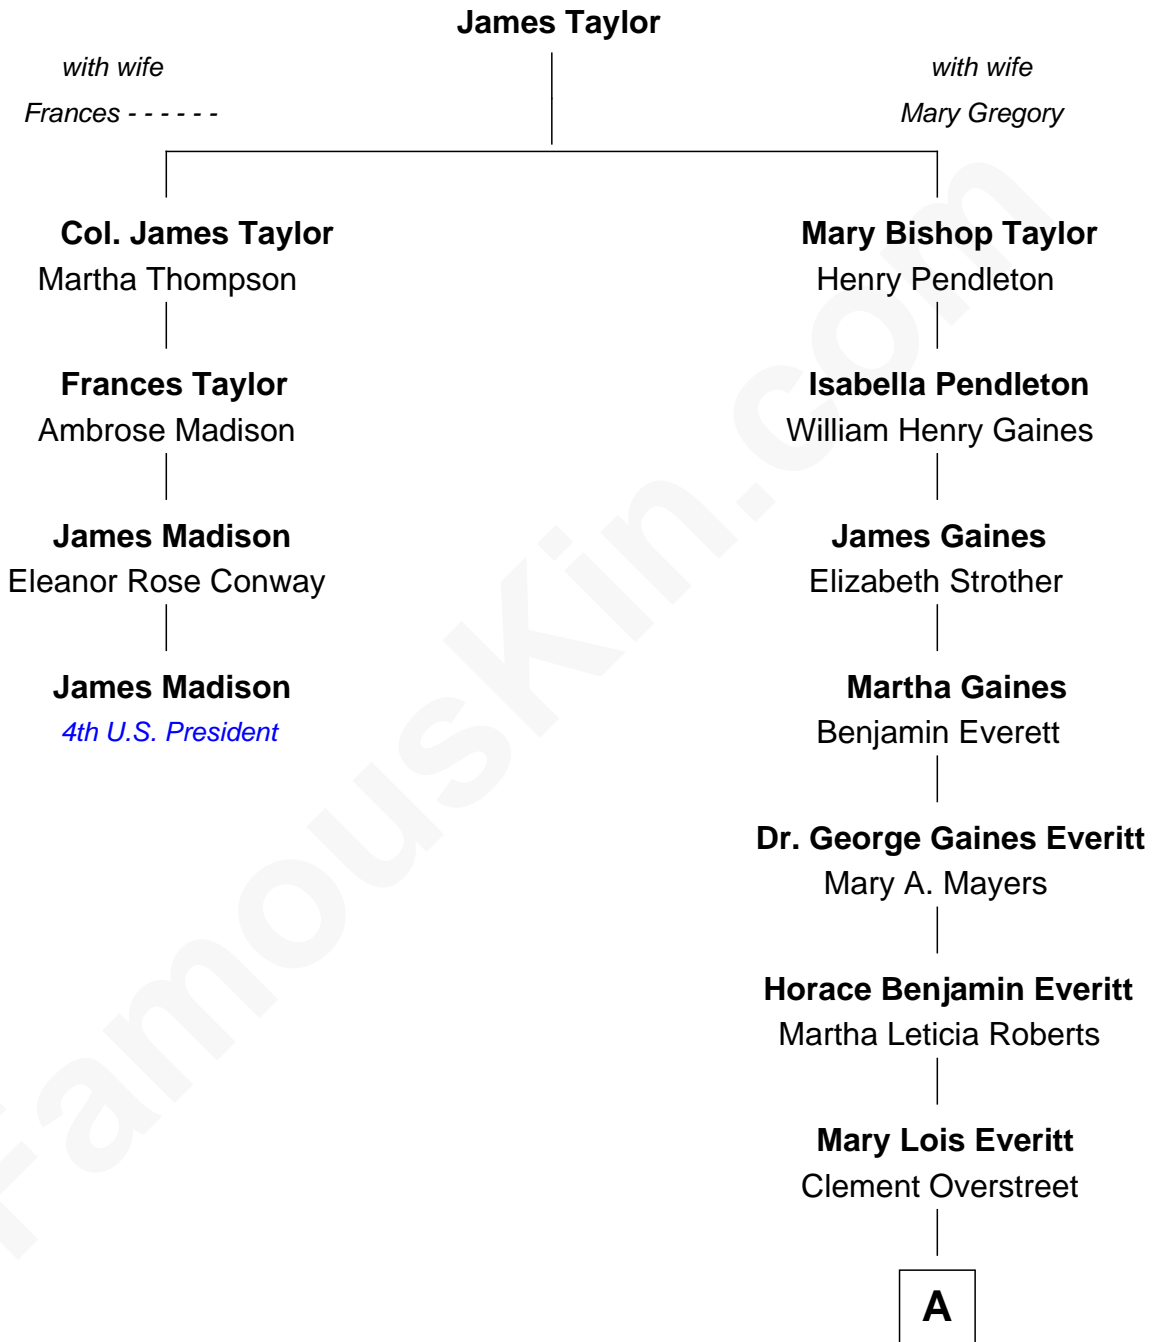 James Taylor
with wife
Frances - - - - - -
with wife
Mary Gregory
Col. James Taylor
Martha Thompson
Frances Taylor
Ambrose Madison
James Madison
Eleanor Rose Conway
James Madison
4th U.S. President
Mary Bishop Taylor
Henry Pendleton
Isabella Pendleton
William Henry Gaines
James Gaines
Elizabeth Strother
Martha Gaines
Benjamin Everett
Dr. George Gaines Everitt
Mary A. Mayers
Horace Benjamin Everitt
Martha Leticia Roberts
Mary Lois Everitt
Clement Overstreet
A
FamousKin.com